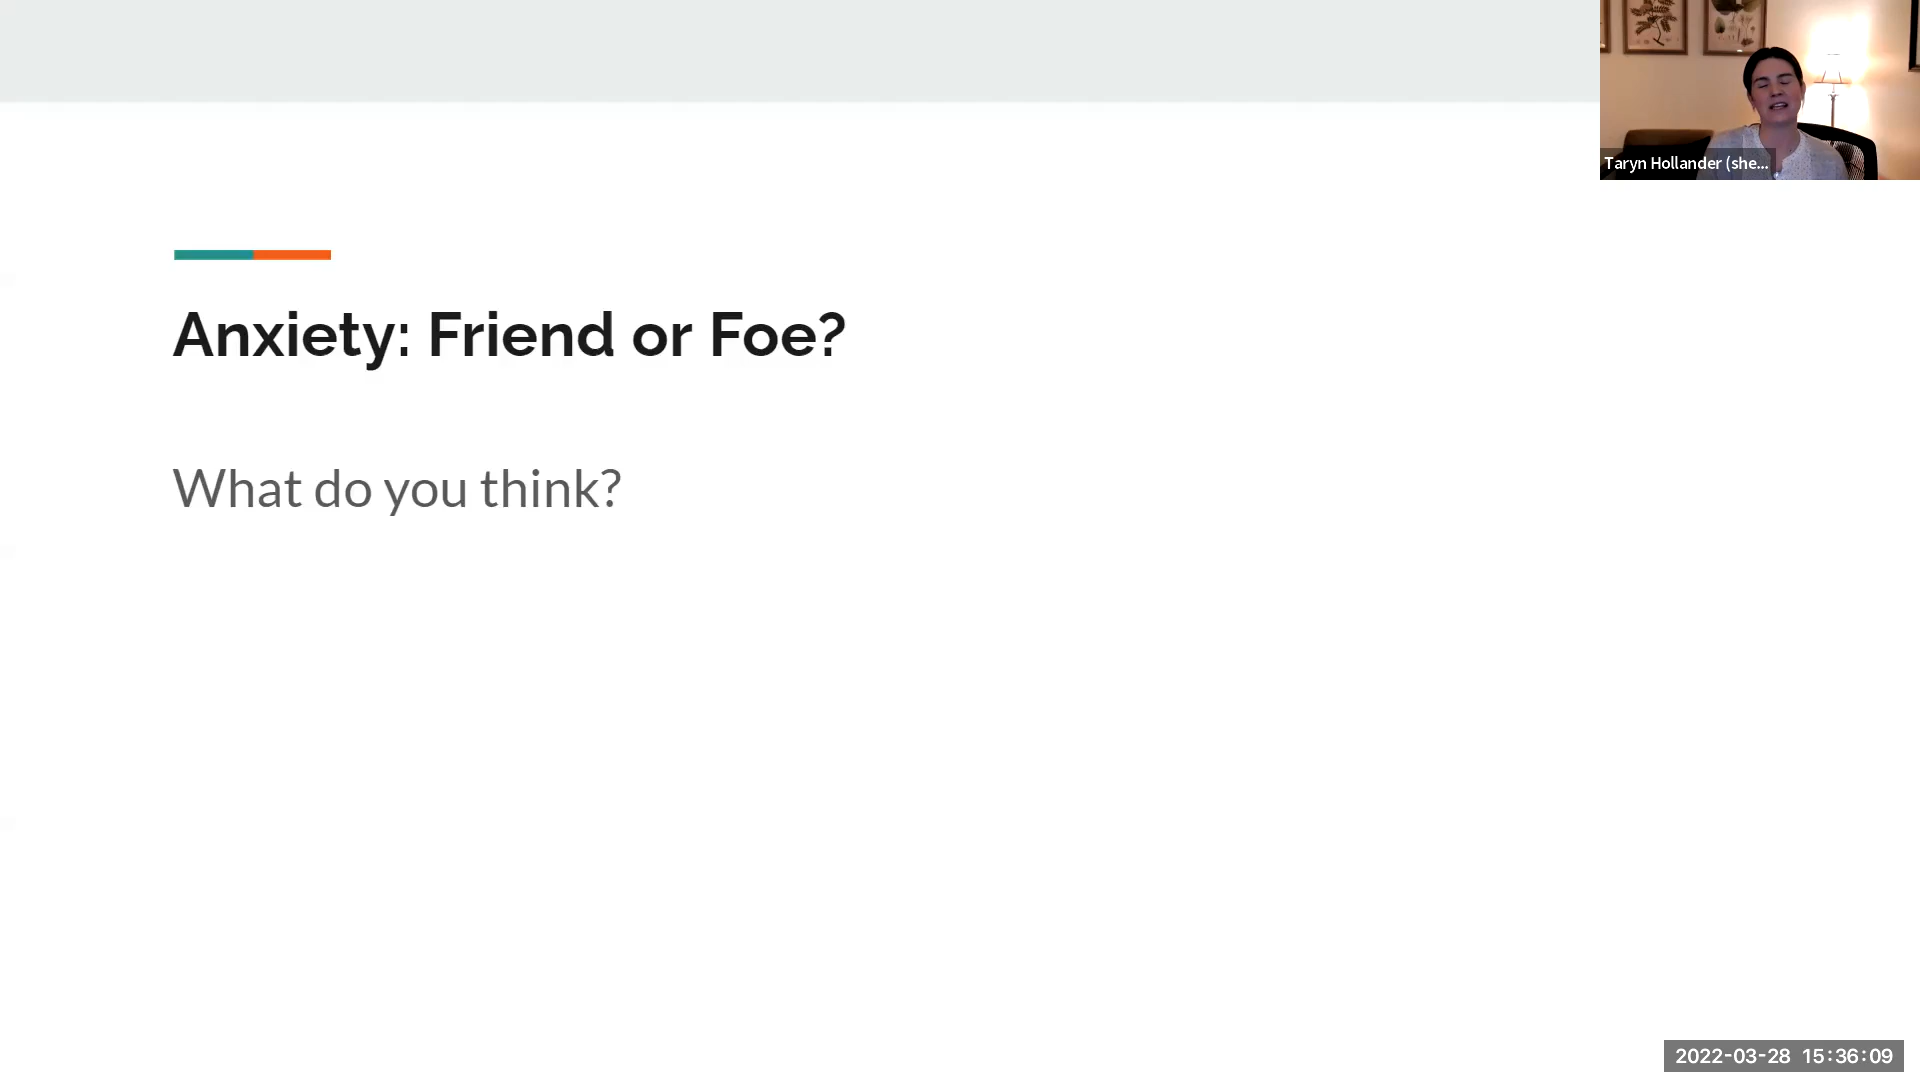 Taryn Hollander (she...
Anxiety: Friend or Foe?
What do you think?
2022-03-28 15:36:09